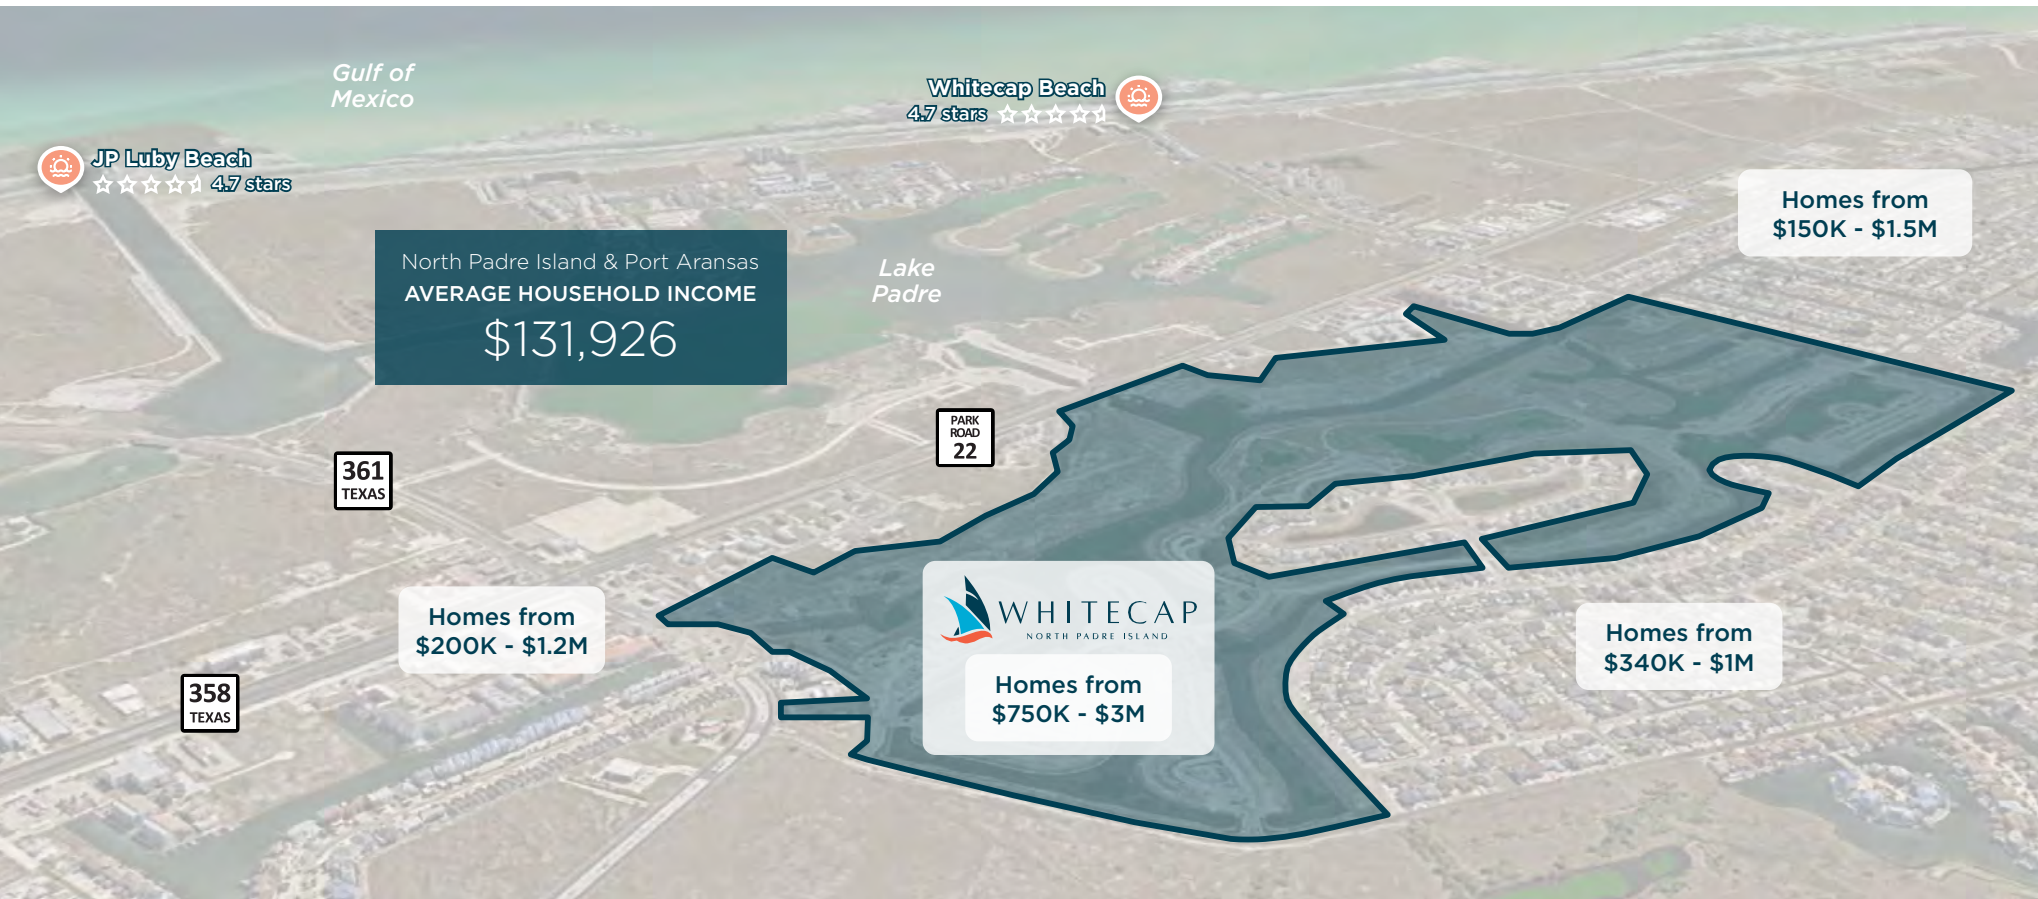 Gulf of
Mexico
Whitecap Beach
4.7 stars
JP Luby Beach
4.7 stars
Homes from
$150K - $1.5M
North Padre Island & Port Aransas
AVERAGE HOUSEHOLD INCOME
$131,926
Lake
Padre
PARK
ROAD
22
361
TEXAS
Homes from
$200K - $1.2M
WHITECAP
NORTH PADRE ISLAND
Homes from
$750K - $3M
Homes from
$340K - $1M
358
TEXAS